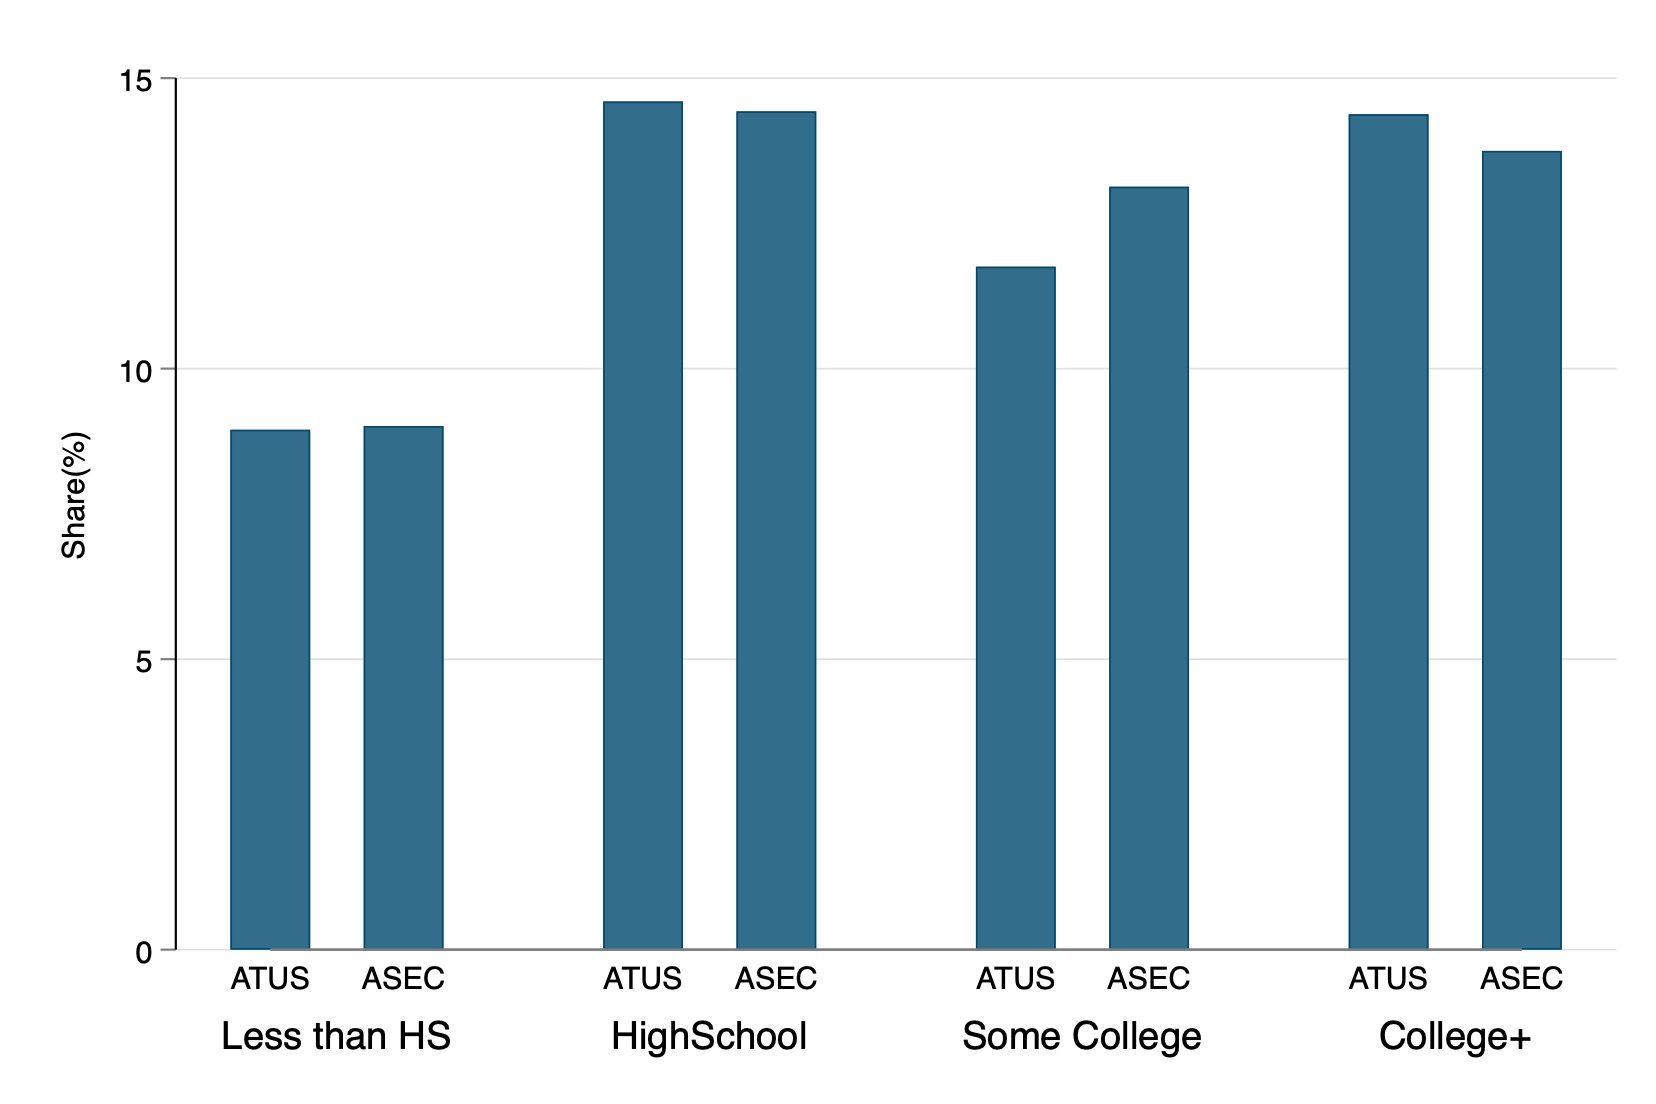 15
10
5
0
Share(%)
ATUS ASEC ATUS ASEC ATUS ASEC ATUS ASEC
Less than HS HighSchool Some College College+